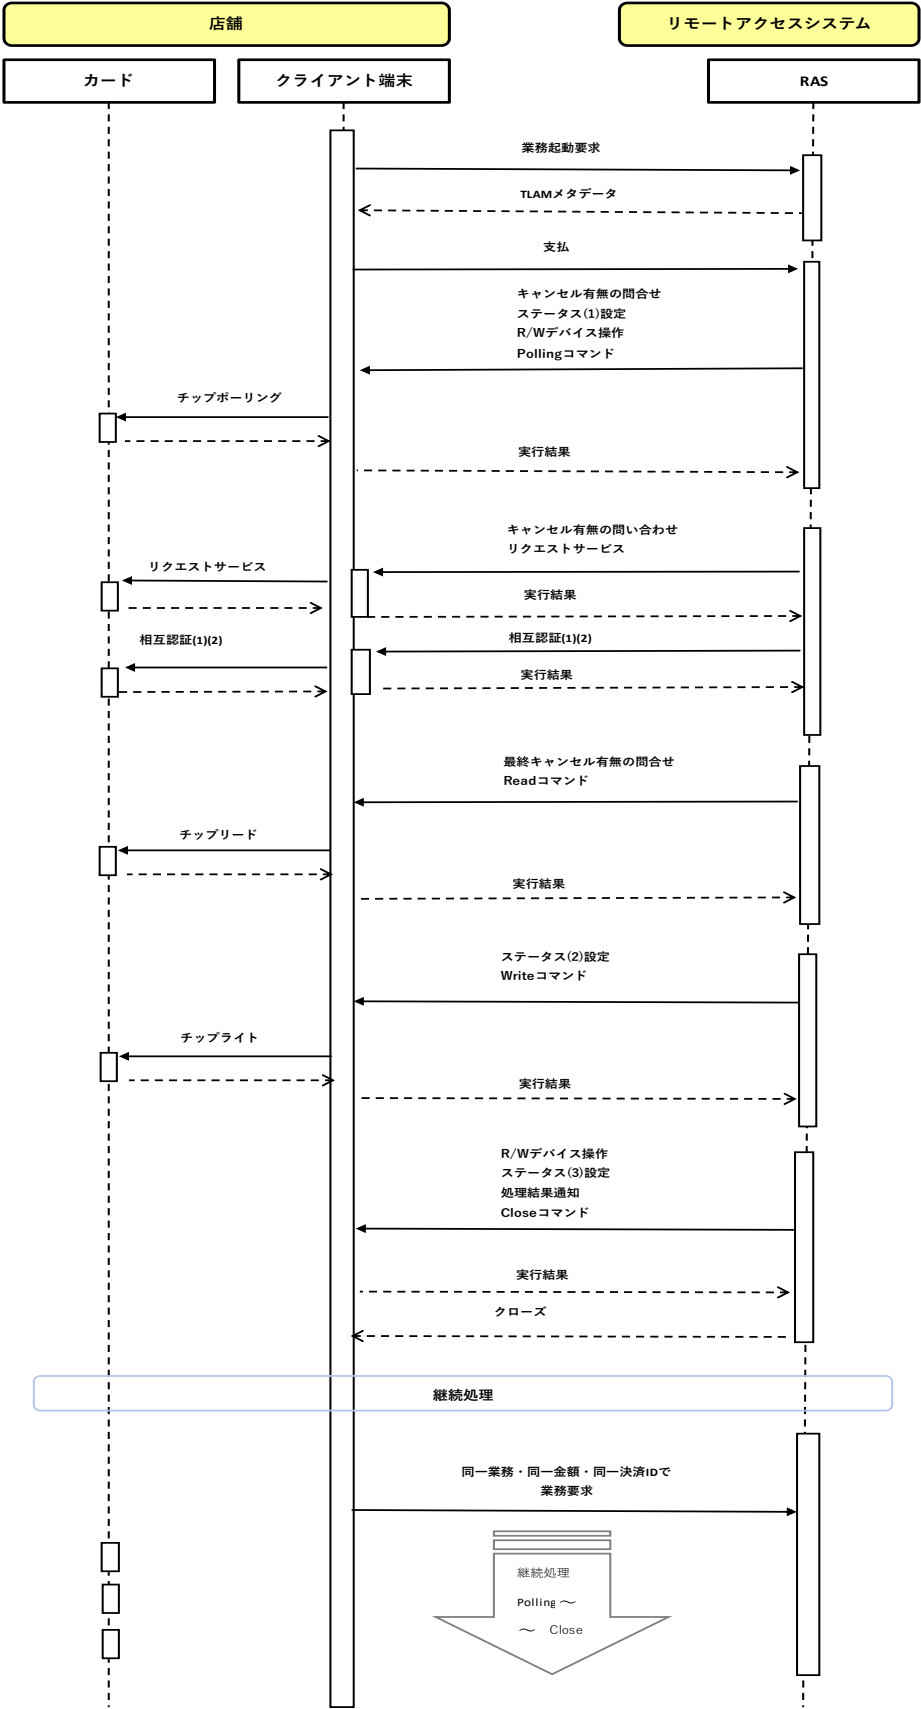 店舗
リモートアクセスシステム
カード
クライアント端末
RAS
業務起動要求
TLAMメタデータ
支払
キャンセル有無の問合せ
ステータス(1)設定
R/Wデバイス操作
Pollingコマンド
チップポーリング
実行結果
キャンセル有無の問い合わせ
リクエストサービス
リクエストサービス
実行結果
相互認証(1)(2)
相互認証(1)(2)
実行結果
最終キャンセル有無の問合せ
Readコマンド
チップリード
実行結果
ステータス(2)設定
Writeコマンド
チップライト
実行結果
R/Wデバイス操作
ステータス(3)設定
処理結果通知
Closeコマンド
実行結果
クローズ
継続処理
同一業務・同一金額・同一決済IDで
業務要求
継続処理
Polling ～
～ Close